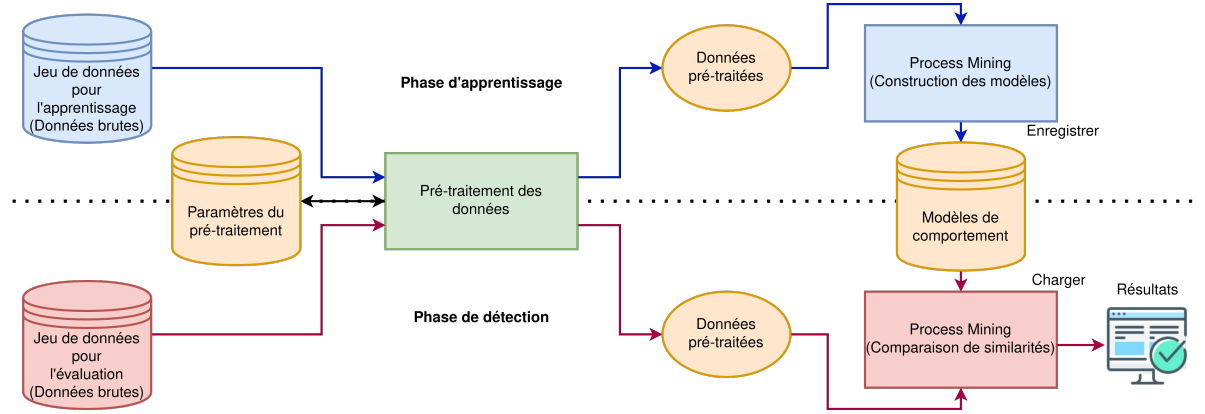 Jeu de données
pour
l'apprentissage
(Données brutes)
Phase d'apprentissage
Données
pré-traitées
Process Mining
(Construction des modèles)
Enregistrer
Paramètres du
pré-traitement
Pré-traitement des
données
Modèles de
comportement
Charger
Jeu de données
pour
l'évaluation
(Données brutes)
Phase de détection
Données
pré-traitées
Process Mining
(Comparaison de similarités)
Résultats